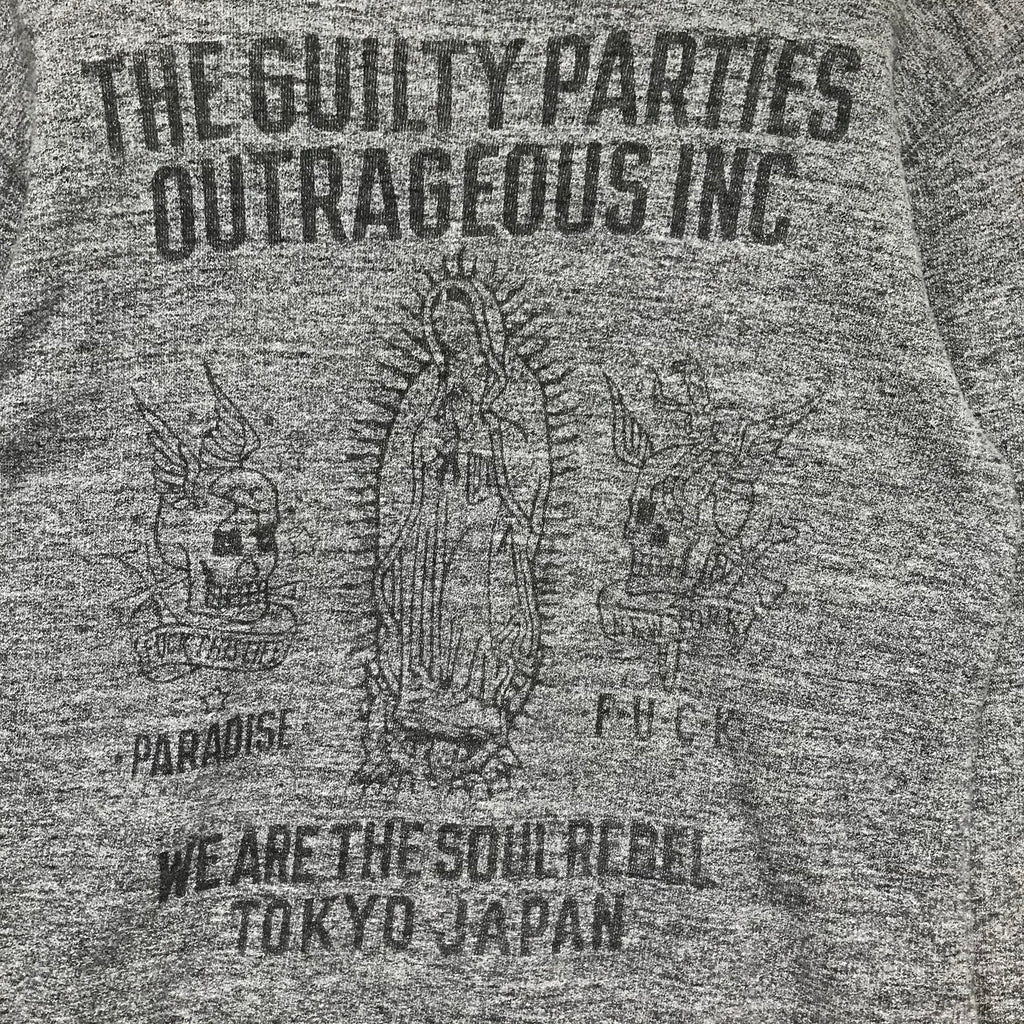 THE GUILTY PARTIES
OUTRAGEOUS INC
PARADISE
F·U·C·K
WE ARE THE SOUL REBEL
TOKYO JAPAN